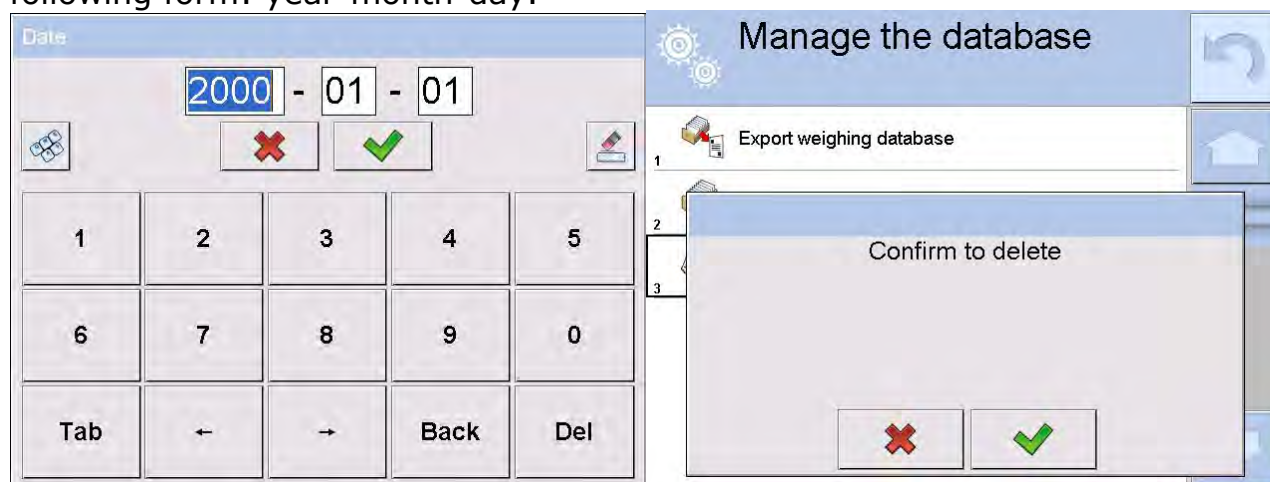 following form: year-month-day.
Date
2000 - 01 - 01
1 2 3 4 5
6 7 8 9 0
Tab ← → Back Del
Manage the database
1 Export weighing database
2
3
Confirm to delete